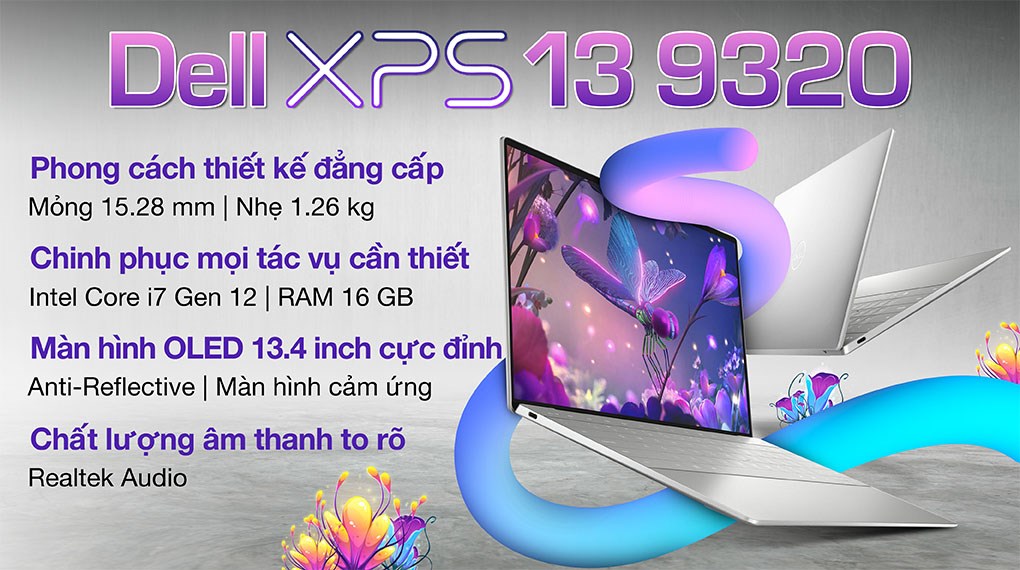 Dell XPS 13 9320
Phong cách thiết kế đẳng cấp
Mỏng 15.28 mm | Nhẹ 1.26 kg
Chinh phục mọi tác vụ cần thiết
Intel Core i7 Gen 12 | RAM 16 GB
Màn hình OLED 13.4 inch cực đỉnh
Anti-Reflective | Màn hình cảm ứng
Chất lượng âm thanh to rõ
Realtek Audio